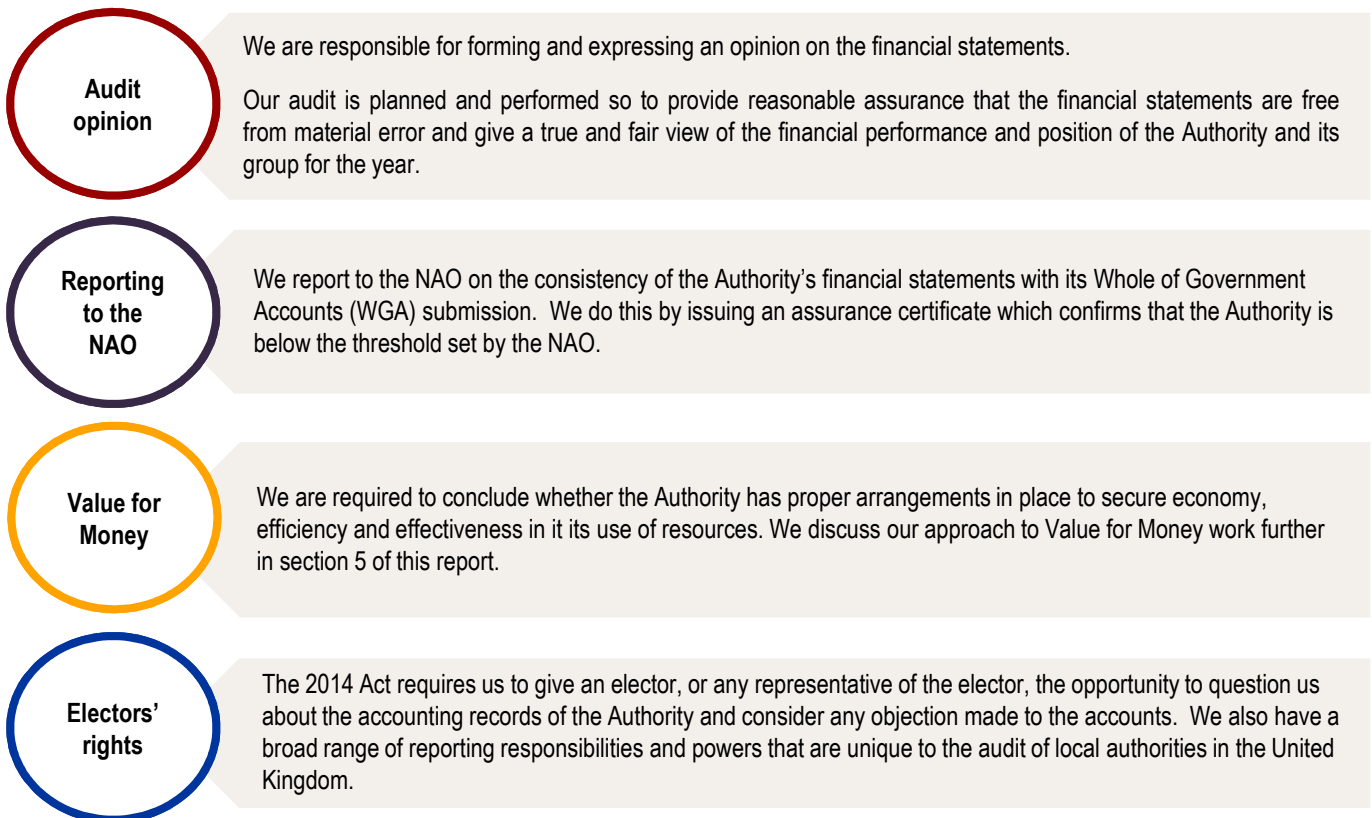 Audit
opinion
We are responsible for forming and expressing an opinion on the financial statements.
Our audit is planned and performed so to provide reasonable assurance that the financial statements are free
from material error and give a true and fair view of the financial performance and position of the Authority and its
group for the year.
Reporting
to the
NAO
We report to the NAO on the consistency of the Authority’s financial statements with its Whole of Government
Accounts (WGA) submission.  We do this by issuing an assurance certificate which confirms that the Authority is
below the threshold set by the NAO.
Value for
Money
We are required to conclude whether the Authority has proper arrangements in place to secure economy,
efficiency and effectiveness in it its use of resources. We discuss our approach to Value for Money work further
in section 5 of this report.
Electors’
rights
The 2014 Act requires us to give an elector, or any representative of the elector, the opportunity to question us
about the accounting records of the Authority and consider any objection made to the accounts.  We also have a
broad range of reporting responsibilities and powers that are unique to the audit of local authorities in the United
Kingdom.